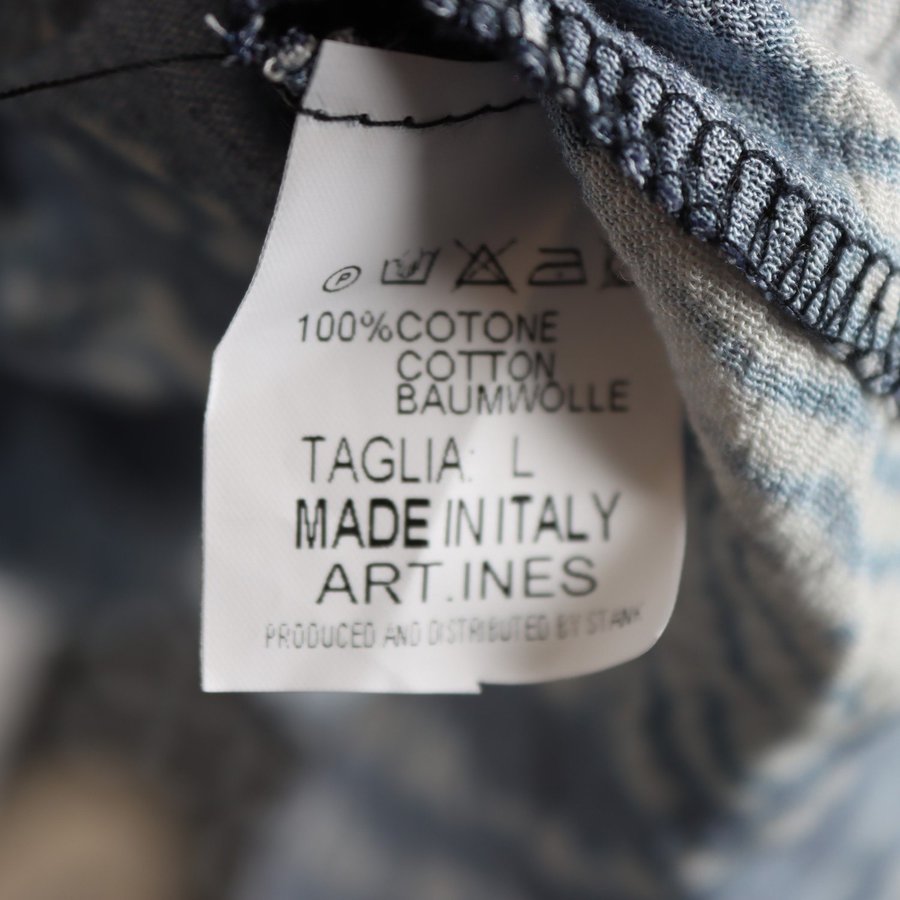 P
100%COTONE
COTTON
BAUMWOLLE
TAGLIA: L
MADE IN ITALY
ART.INES
PRODUCED AND DISTRIBUTED BY